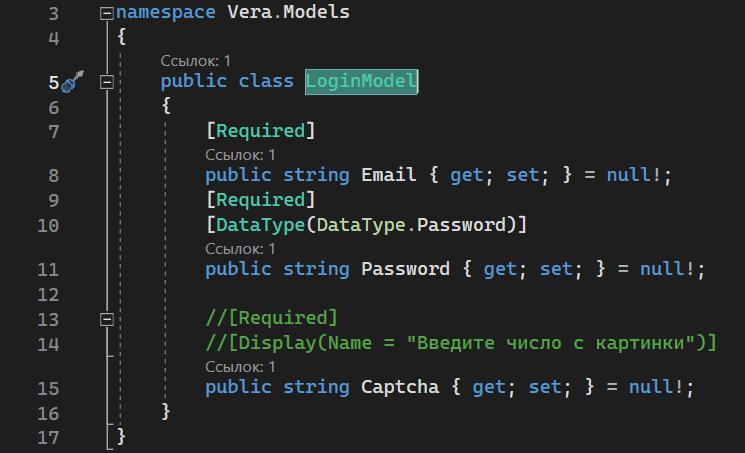 3 namespace Vera.Models
4 {
Ссылок: 1
5 public class LoginModel
6 {
7 [Required]
Ссылок: 1
8 public string Email { get; set; } = null!;
9 [Required]
10 [DataType(DataType.Password)]
Ссылок: 1
11 public string Password { get; set; } = null!;
12
13 //[Required]
14 //[Display(Name = "Введите число с картинки")]
Ссылок: 1
15 public string Captcha { get; set; } = null!;
16 }
17 }